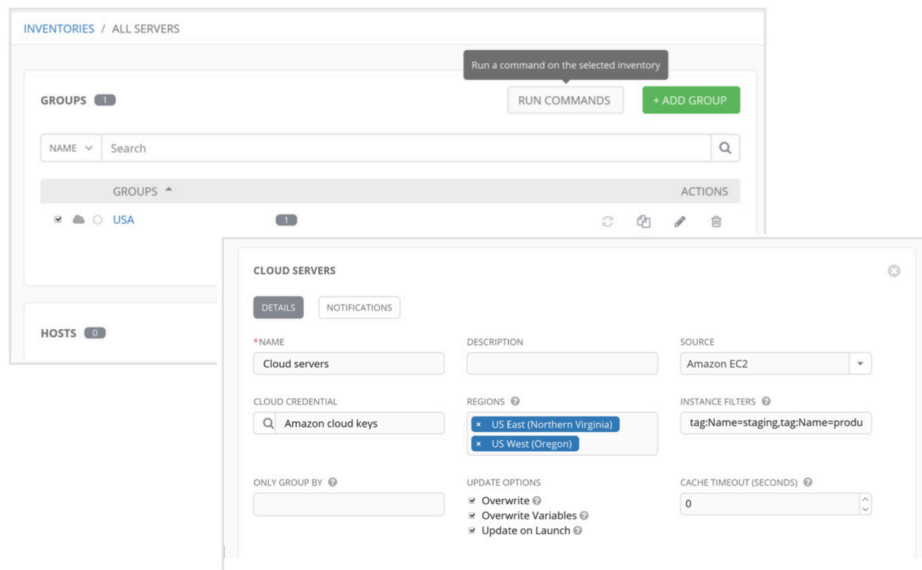 INVENTORIES / ALL SERVERS
Run a command on the selected inventory
GROUPS 1
RUN COMMANDS
+ ADD GROUP
NAME
Search
GROUPS
ACTIONS
USA
1
HOSTS 0
CLOUD SERVERS
DETAILS
NOTIFICATIONS
*NAME
DESCRIPTION
SOURCE
Cloud servers
Amazon EC2
CLOUD CREDENTIAL
REGIONS ?
INSTANCE FILTERS ?
Amazon cloud keys
× US East (Northern Virginia)
× US West (Oregon)
tag:Name=staging,tag:Name=produ
ONLY GROUP BY ?
UPDATE OPTIONS
CACHE TIMEOUT (SECONDS) ?
Overwrite ?
Overwrite Variables ?
Update on Launch ?
0